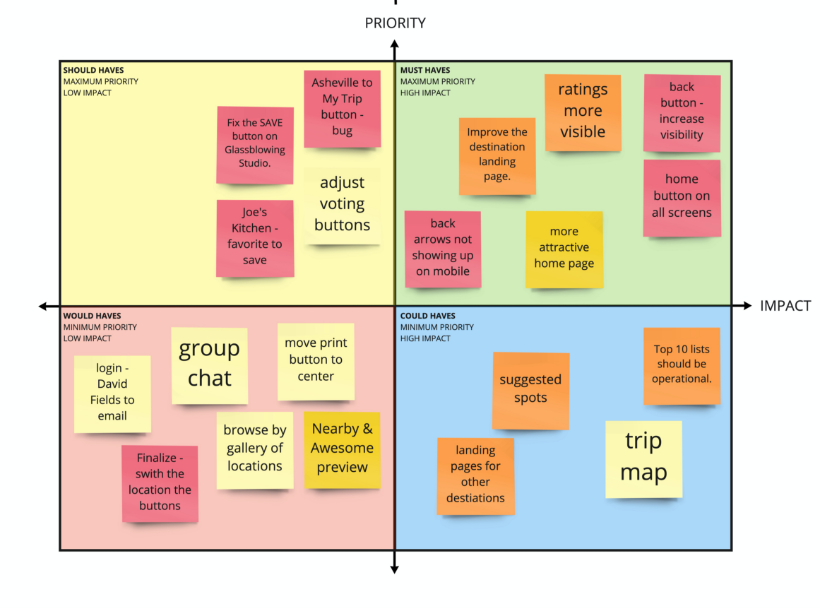 PRIORITY
SHOULD HAVES
MAXIMUM PRIORITY
LOW IMPACT
Asheville to
My Trip
button -
bug
Fix the SAVE
button on
Glassblowing
Studio.
adjust
voting
buttons
Joe's
Kitchen -
favorite to
save
MUST HAVES
MAXIMUM PRIORITY
HIGH IMPACT
ratings
more
visible
back
button -
increase
visibility
Improve the
destination
landing
page.
home
button on
all screens
back
arrows not
showing up
on mobile
more
attractive
home page
IMPACT
WOULD HAVES
MINIMUM PRIORITY
LOW IMPACT
group
chat
move print
button to
center
login -
David
Fields to
email
browse by
gallery of
locations
Nearby &
Awesome
preview
Finalize -
swith the
location the
buttons
COULD HAVES
MINIMUM PRIORITY
HIGH IMPACT
Top 10 lists
should be
operational.
suggested
spots
trip
map
landing
pages for
other
destiations